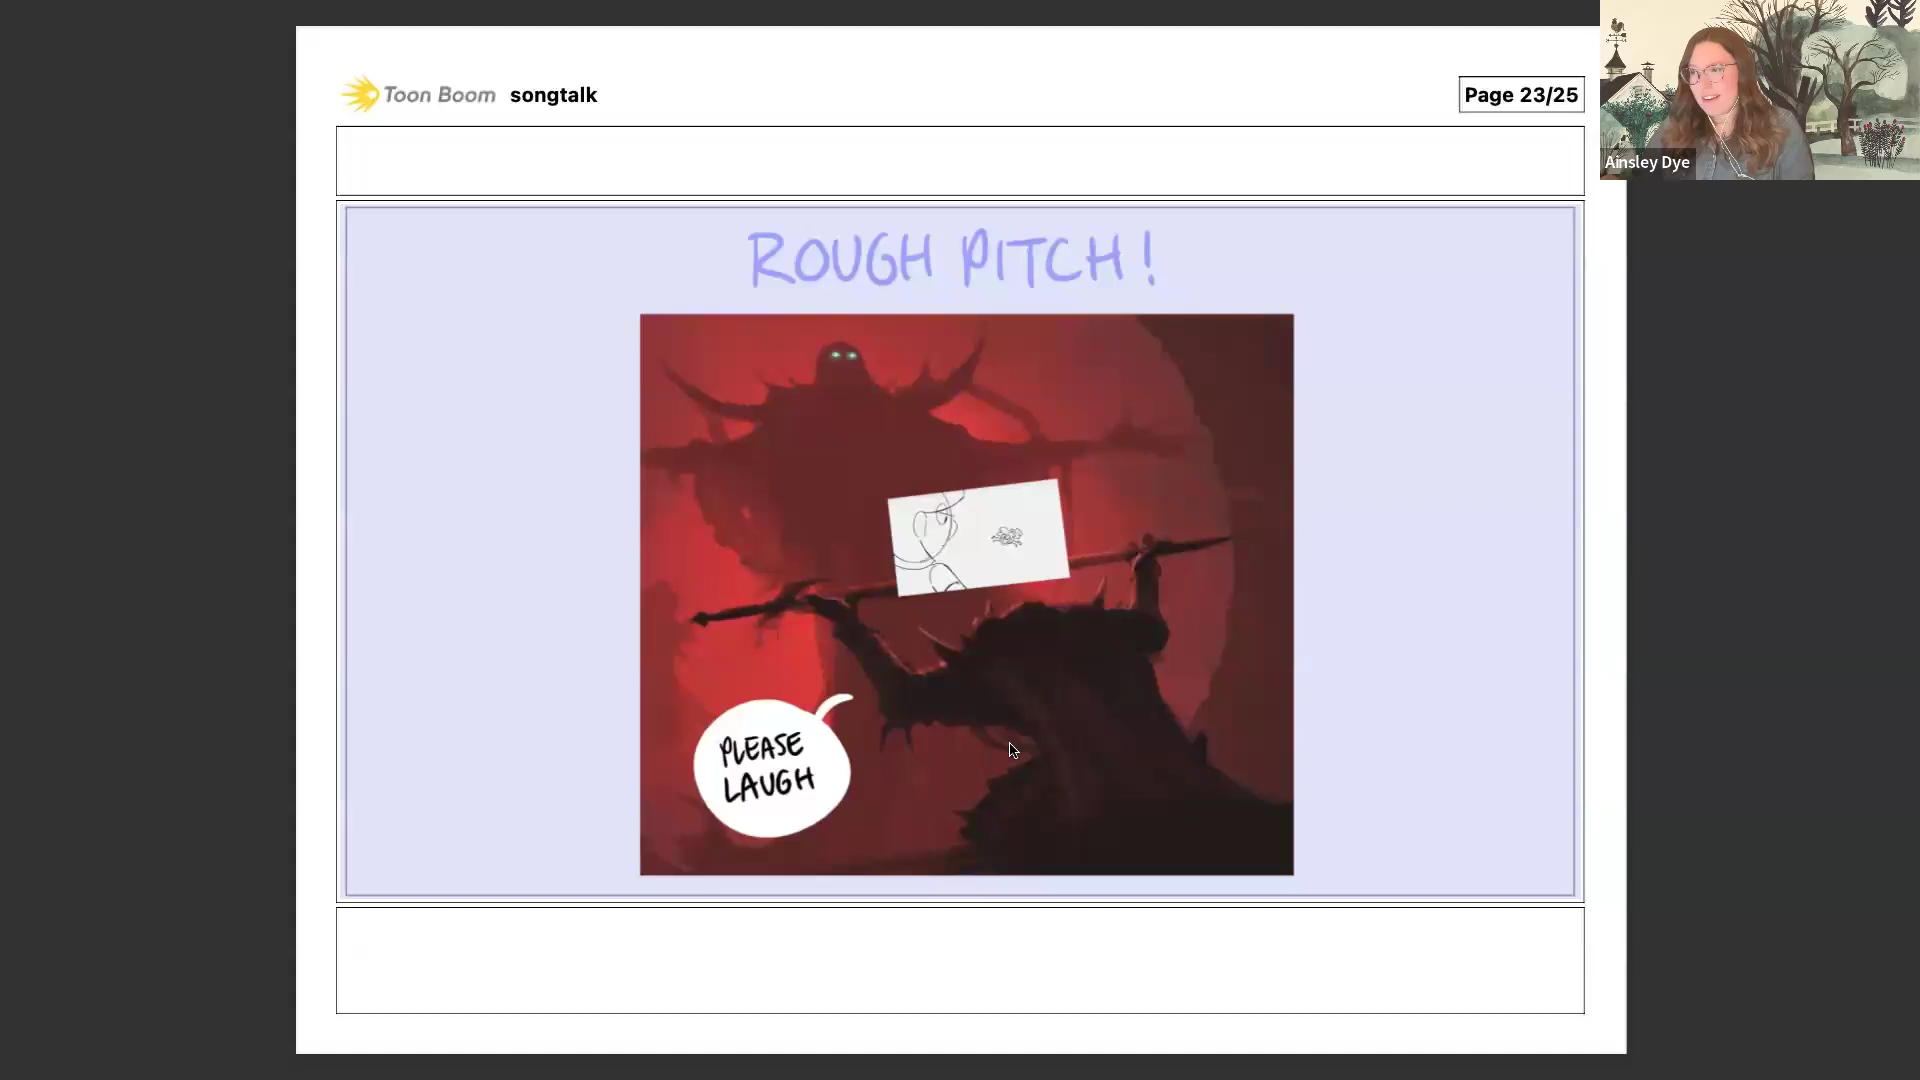 Toon Boom songtalk
Page 23/25
Ainsley Dye
ROUGH PITCH!
PLEASE
LAUGH